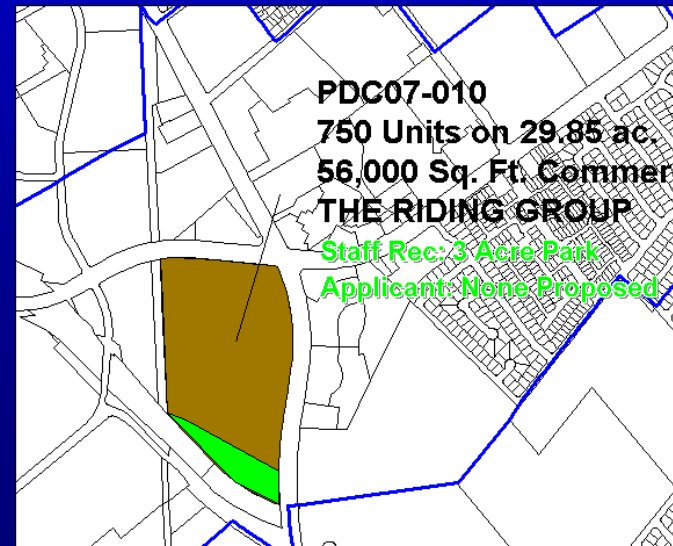 PDC07-010
750 Units on 29.85 ac,
56,000 Sq. Ft. Commer
THE RIDING GROUP
Staff Rec: 3 Acre Park
Applicant: None Proposed